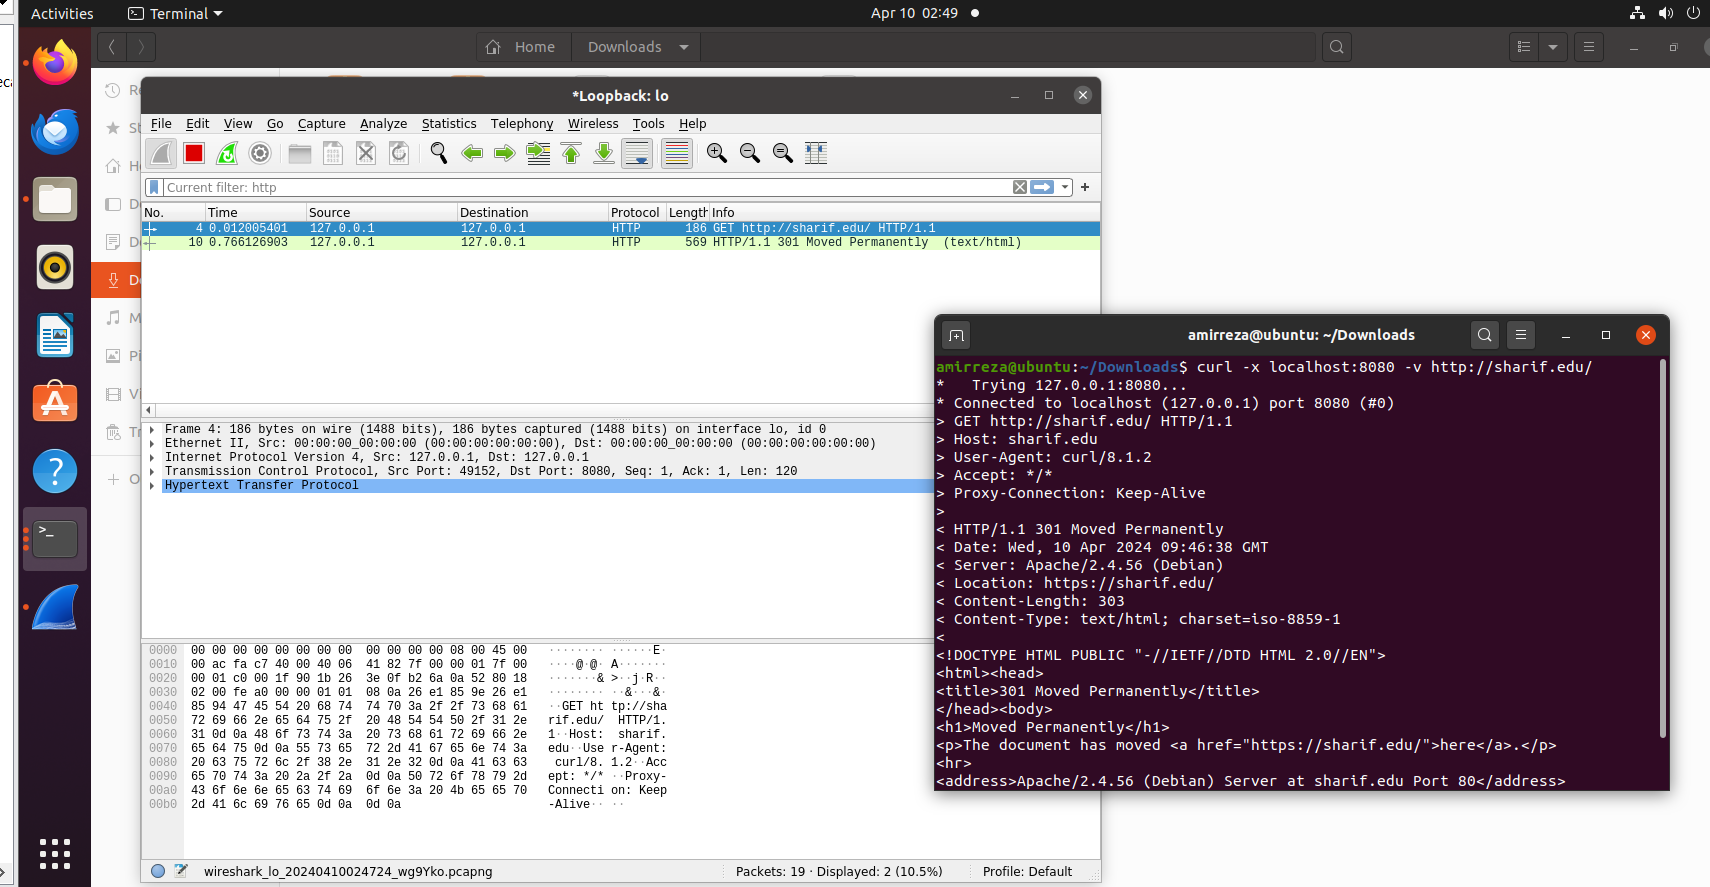 Activities
Terminal
Apr 10 02:49
Home
Downloads
*Loopback: lo
File Edit View Go Capture Analyze Statistics Telephony Wireless Tools Help
Current filter: http
+
No. Time Source Destination Protocol Length Info
4 0.012005401 127.0.0.1 127.0.0.1 HTTP 186 GET http://sharif.edu/ HTTP/1.1
10 0.766126903 127.0.0.1 127.0.0.1 HTTP 569 HTTP/1.1 301 Moved Permanently (text/html)
Frame 4: 186 bytes on wire (1488 bits), 186 bytes captured (1488 bits) on interface lo, id 0
Ethernet II, Src: 00:00:00_00:00:00 (00:00:00:00:00:00), Dst: 00:00:00_00:00:00 (00:00:00:00:00:00)
Internet Protocol Version 4, Src: 127.0.0.1, Dst: 127.0.0.1
Transmission Control Protocol, Src Port: 49152, Dst Port: 8080, Seq: 1, Ack: 1, Len: 120
Hypertext Transfer Protocol
0000 00 00 00 00 00 00 00 00 00 00 00 00 08 00 45 00 ··············E·
0010 00 ac fa c7 40 00 40 06 41 82 7f 00 00 01 7f 00 ····@·@· A·······
0020 00 01 c0 00 1f 90 1b 26 3e 0f b2 6a 0a 52 80 18 ·······& >··j·R··
0030 02 00 fe a0 00 00 01 01 08 0a 26 e1 85 9e 26 e1 ········ ··&···&·
0040 85 94 47 45 54 20 68 74 74 70 3a 2f 2f 73 68 61 ··GET ht tp://sha
0050 72 69 66 2e 65 64 75 2f 20 48 54 54 50 2f 31 2e rif.edu/ HTTP/1.
0060 31 0d 0a 48 6f 73 74 3a 20 73 68 61 72 69 66 2e 1··Host: sharif.
0070 65 64 75 0d 0a 55 73 65 72 2d 41 67 65 6e 74 3a edu··Use r-Agent:
0080 20 63 75 72 6c 2f 38 2e 31 2e 32 0d 0a 41 63 63 curl/8. 1.2··Acc
0090 65 70 74 3a 20 2a 2f 2a 0d 0a 50 72 6f 78 79 2d ept: */* ··Proxy-
00a0 43 6f 6e 6e 65 63 74 69 6f 6e 3a 20 4b 65 65 70 Connecti on: Keep
00b0 2d 41 6c 69 76 65 0d 0a 0d 0a -Alive·· ··
wireshark_lo_20240410024724_wg9Yko.pcapng
Packets: 19 · Displayed: 2 (10.5%)
Profile: Default
amirreza@ubuntu: ~/Downloads
amirreza@ubuntu:~/Downloads$ curl -x localhost:8080 -v http://sharif.edu/
* Trying 127.0.0.1:8080...
* Connected to localhost (127.0.0.1) port 8080 (#0)
> GET http://sharif.edu/ HTTP/1.1
> Host: sharif.edu
> User-Agent: curl/8.1.2
> Accept: */*
> Proxy-Connection: Keep-Alive
>
< HTTP/1.1 301 Moved Permanently
< Date: Wed, 10 Apr 2024 09:46:38 GMT
< Server: Apache/2.4.56 (Debian)
< Location: https://sharif.edu/
< Content-Length: 303
< Content-Type: text/html; charset=iso-8859-1
<
<!DOCTYPE HTML PUBLIC "-//IETF//DTD HTML 2.0//EN">
<html><head>
<title>301 Moved Permanently</title>
</head><body>
<h1>Moved Permanently</h1>
<p>The document has moved <a href="https://sharif.edu/">here</a>.</p>
<hr>
<address>Apache/2.4.56 (Debian) Server at sharif.edu Port 80</address>